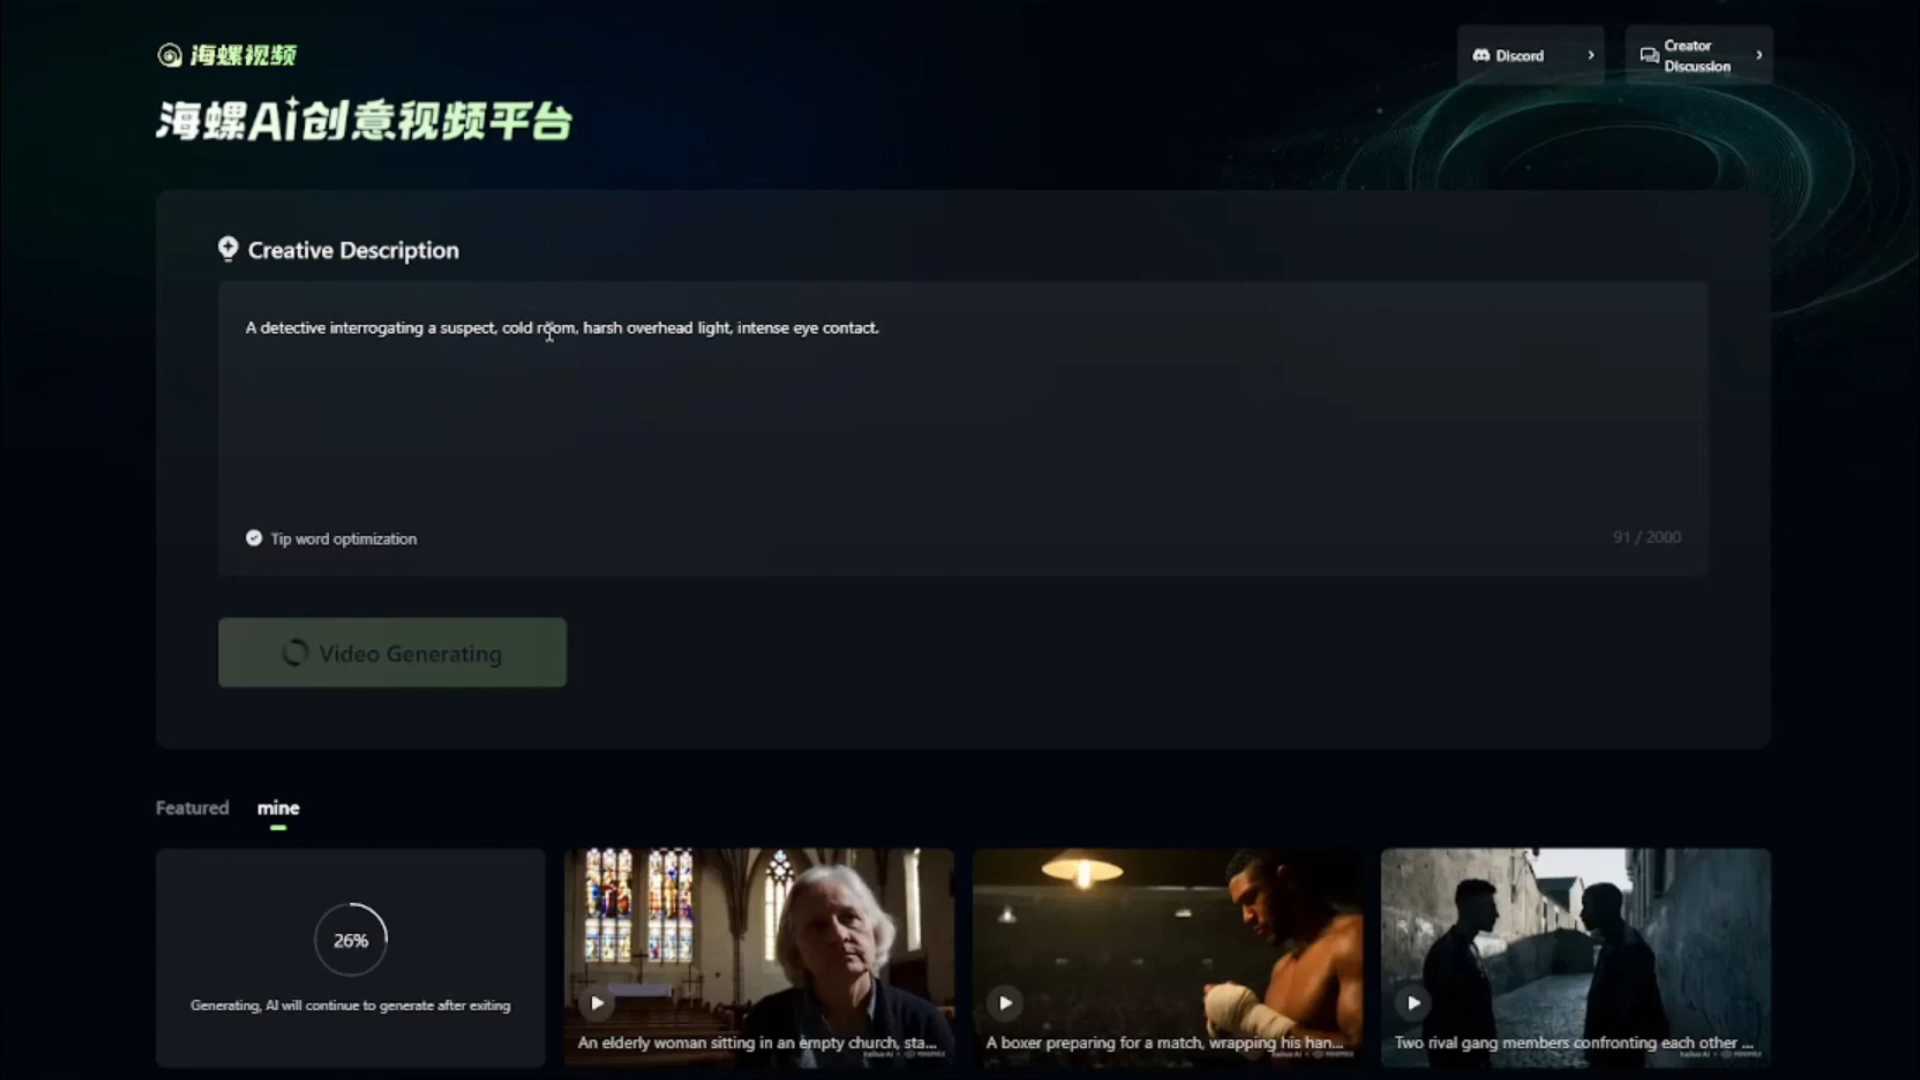 海螺视频
Discord
Creator
Discussion
海螺Ai创意视频平台
Creative Description
A detective interrogating a suspect, cold room, harsh overhead light, intense eye contact.
Tip word optimization
91 / 2000
Video Generating
Featured
mine
26%
Generating, AI will continue to generate after exiting
An elderly woman sitting in an empty church, sta...
A boxer preparing for a match, wrapping his han...
Two rival gang members confronting each other ...